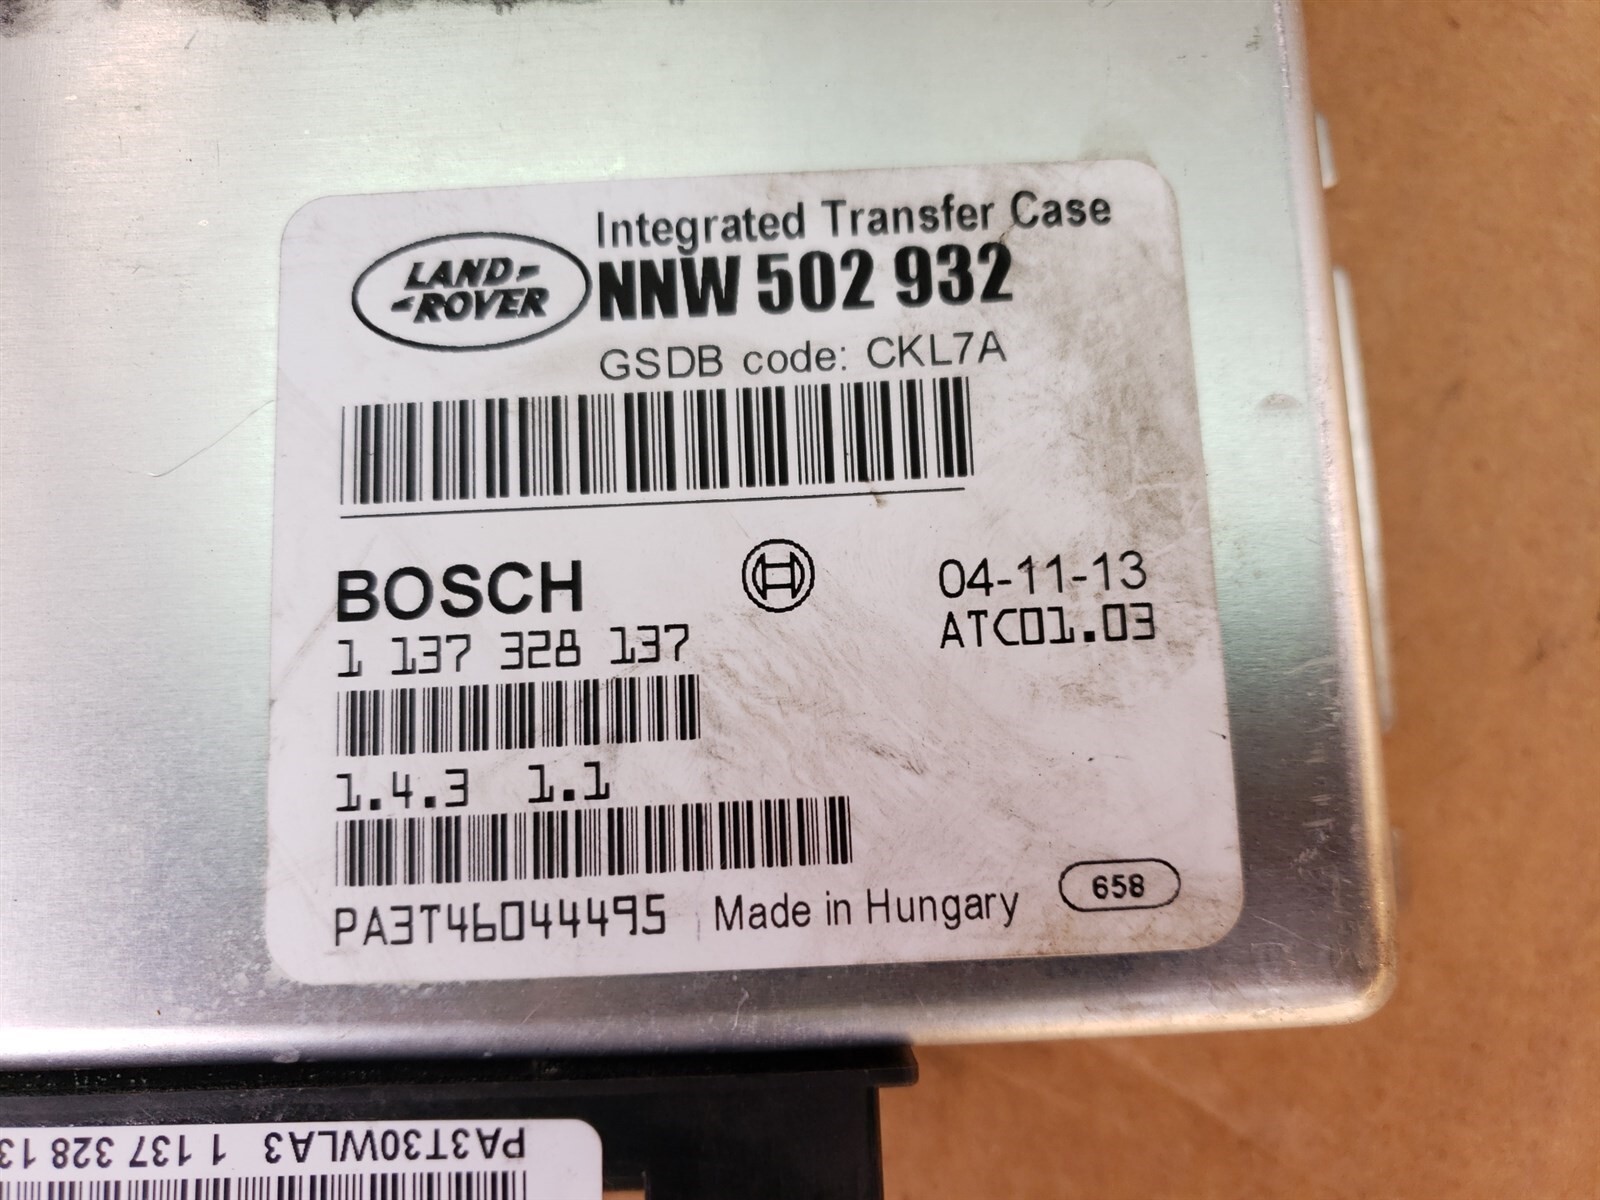 Integrated Transfer Case
LAND ROVER
NNW 502 932
GSDB code: CKL7A
BOSCH
04-11-13
1 137 328 137
ATC01.03
1.4.3 1.1
PA3T46044495 Made in Hungary 658
PA3T30WLA3 1 137 328 13